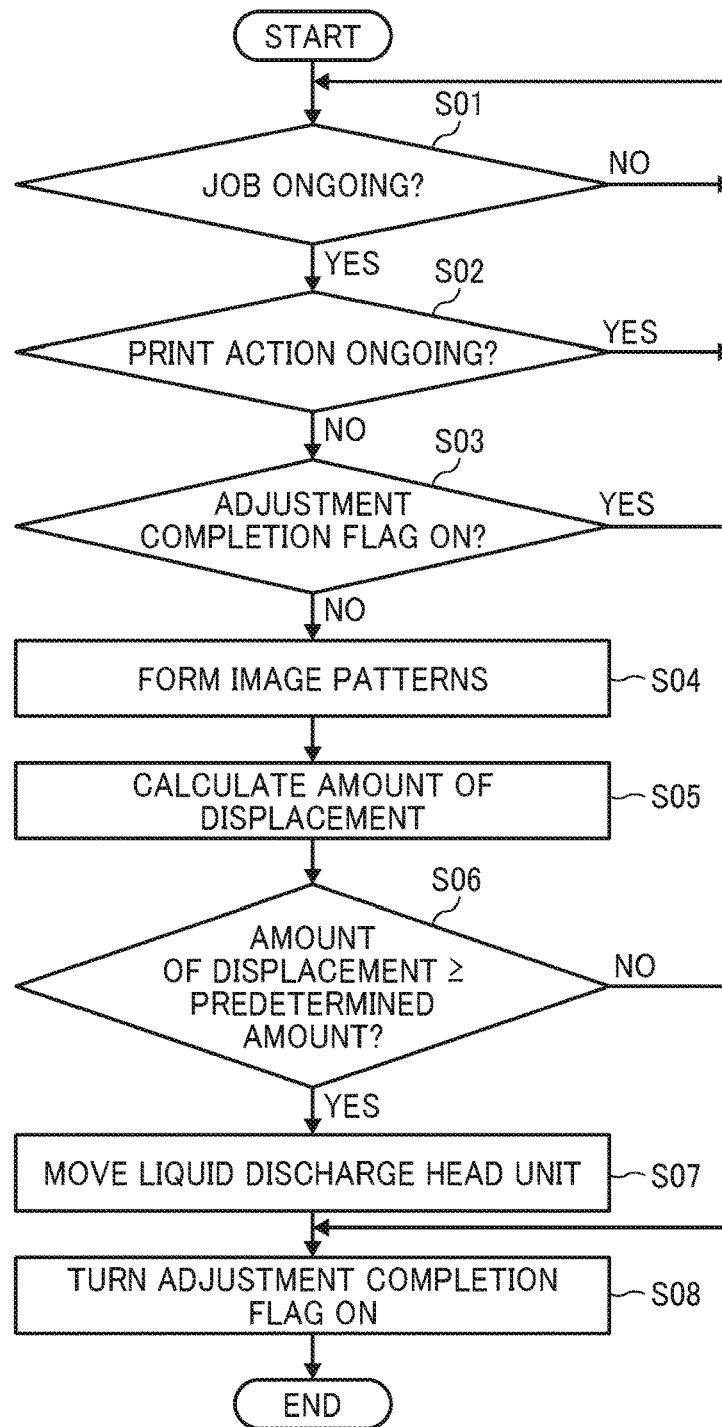 START
S01
JOB ONGOING?
NO
YES
S02
PRINT ACTION ONGOING?
YES
NO
S03
ADJUSTMENT
COMPLETION FLAG ON?
YES
NO
FORM IMAGE PATTERNS
S04
CALCULATE AMOUNT OF
DISPLACEMENT
S05
S06
AMOUNT
OF DISPLACEMENT ≥
PREDETERMINED
AMOUNT?
NO
YES
MOVE LIQUID DISCHARGE HEAD UNIT
S07
TURN ADJUSTMENT COMPLETION
FLAG ON
S08
END